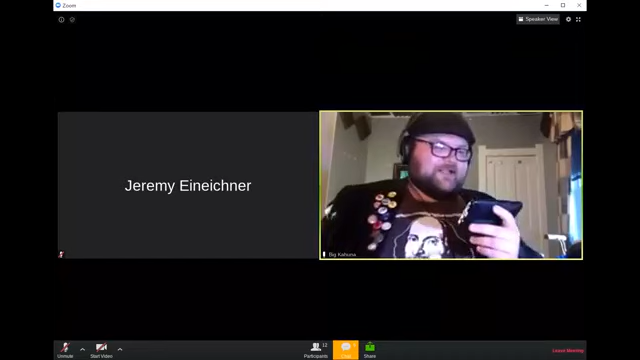 Zoom
Speaker View
Jeremy Eineichner
Big Kahuna
Unmute
Start Video
Participants
12
Chat
Share
Leave Meeting